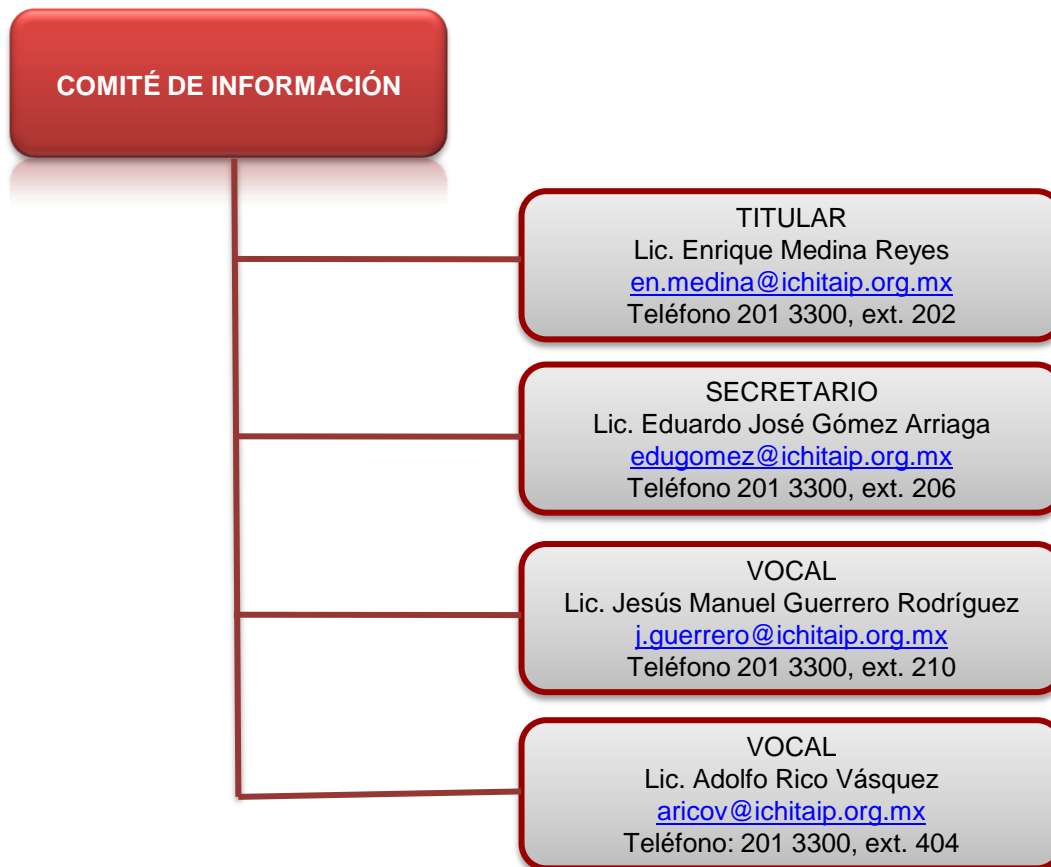 COMITÉ DE INFORMACIÓN
TITULAR
Lic. Enrique Medina Reyes
en.medina@ichitaip.org.mx
Teléfono 201 3300, ext. 202
SECRETARIO
Lic. Eduardo José Gómez Arriaga
edugomez@ichitaip.org.mx
Teléfono 201 3300, ext. 206
VOCAL
Lic. Jesús Manuel Guerrero Rodríguez
j.guerrero@ichitaip.org.mx
Teléfono 201 3300, ext. 210
VOCAL
Lic. Adolfo Rico Vásquez
aricov@ichitaip.org.mx
Teléfono: 201 3300, ext. 404